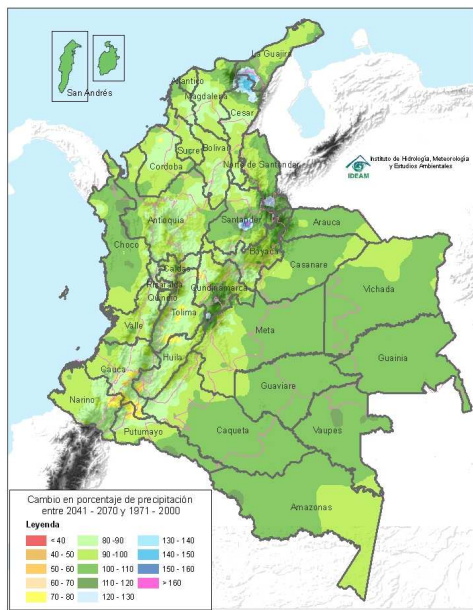 La Guajira
San Andrés
Atlantico
Magdalena
Cesar
Sucre
Bolivar
Cordoba
Norte de Santander
Instituto de Hidrología, Meteorología
y Estudios Ambientales
IDEAM
Antioquia
Santander
Arauca
Choco
Boyaca
Casanare
Caldas
Risaralda
Cundinamarca
Vichada
Quindio
Tolima
Valle
Meta
Guainia
Huila
Cauca
Guaviare
Narino
Vaupes
Putumayo
Caqueta
Amazonas
Cambio en porcentaje de precipitación
entre 2041 - 2070 y 1971 - 2000
Leyenda
< 40 80 -90 130 - 140
40 - 50 90 -100 140 - 150
50 - 60 100 - 110 150 - 160
60 - 70 110 - 120 > 160
70 - 80 120 - 130